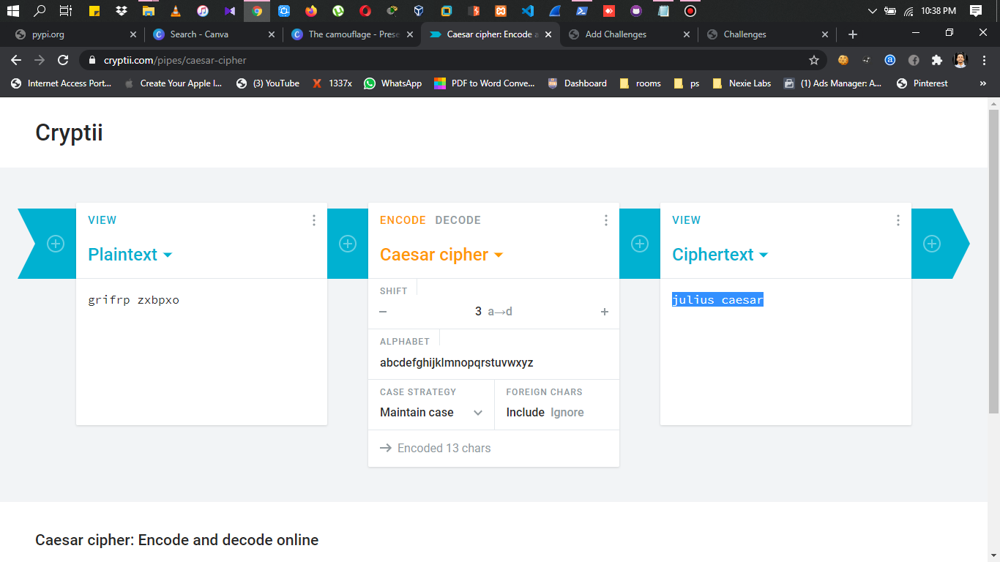 10:38 PM
pypi.org
Search - Canva
The camouflage - Prese
Caesar cipher: Encode a
Add Challenges
Challenges
cryptii.com/pipes/caesar-cipher
Internet Access Port...
Create Your Apple I...
(3) YouTube
1337x
WhatsApp
PDF to Word Conve...
Dashboard
rooms
ps
Nexie Labs
(1) Ads Manager: A...
Pinterest
»
Cryptii
VIEW
Plaintext
grifrp zxbpxo
ENCODE DECODE
Caesar cipher
SHIFT
− 3 a→d +
ALPHABET
abcdefghijklmnopqrstuvwxyz
CASE STRATEGY
Maintain case
FOREIGN CHARS
Include Ignore
→ Encoded 13 chars
VIEW
Ciphertext
julius caesar
Caesar cipher: Encode and decode online